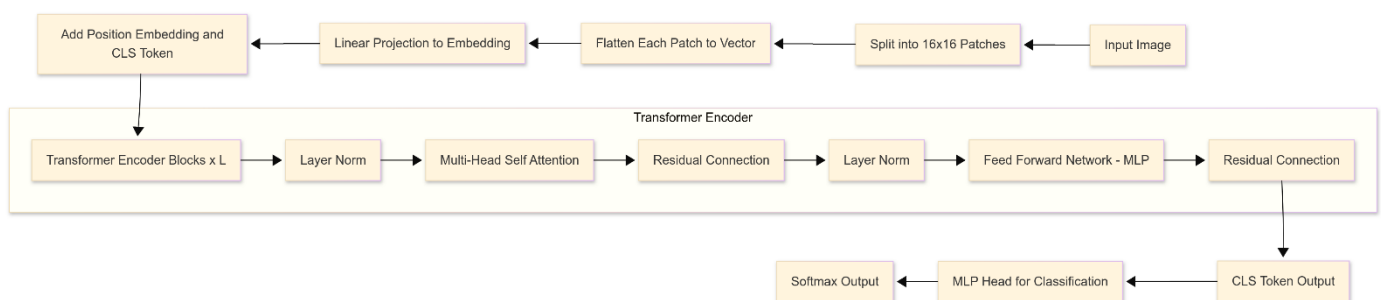 Input Image
Split into 16x16 Patches
Flatten Each Patch to Vector
Linear Projection to Embedding
Add Position Embedding and
CLS Token
Transformer Encoder
Transformer Encoder Blocks x L
Layer Norm
Multi-Head Self Attention
Residual Connection
Layer Norm
Feed Forward Network - MLP
Residual Connection
CLS Token Output
MLP Head for Classification
Softmax Output